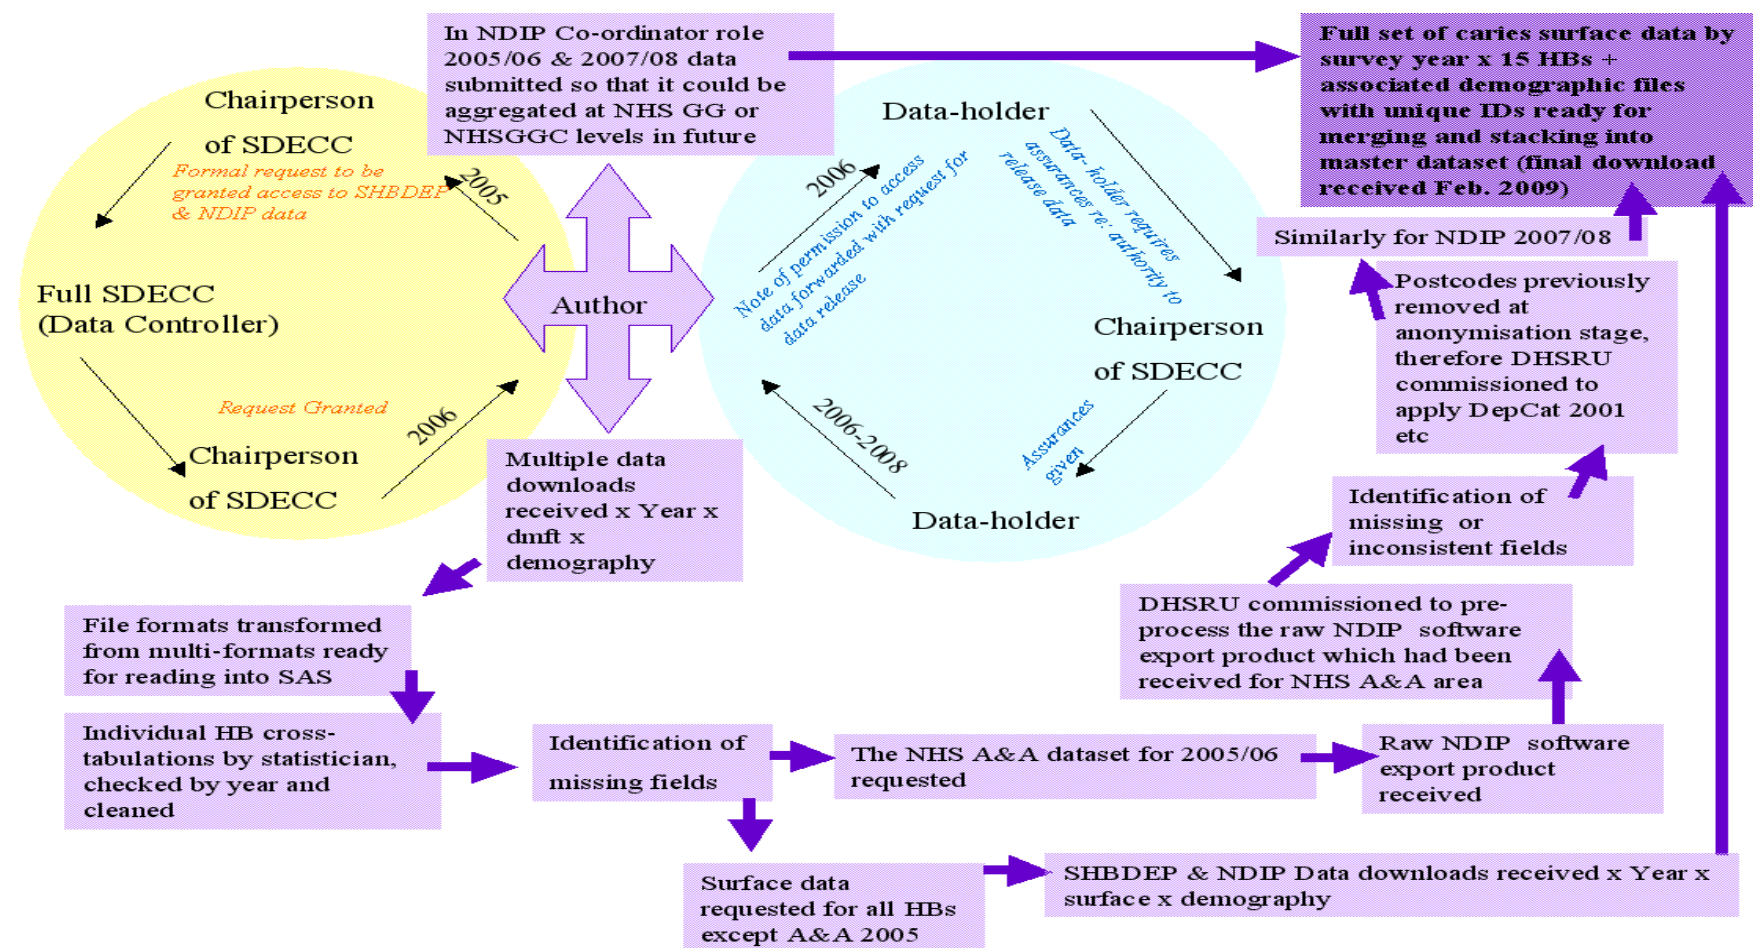 In NDIP Co-ordinator role
2005/06 & 2007/08 data
submitted so that it could be
aggregated at NHS GG or
NHSGGC levels in future
Full set of caries surface data by
survey year x 15 HBs +
associated demographic files
with unique IDs ready for
merging and stacking into
master dataset (final download
received Feb. 2009)
Chairperson
of SDECC
Formal request to be
granted access to SHBDEP
& NDIP data
2005
Full SDECC
(Data Controller)
Request Granted
Chairperson
of SDECC
2006
Author
Data-holder
2006
Note of permission to access
data forwarded with request for
data release
Data- holder requires
assurances re: authority to
release data
Chairperson
of SDECC
Assurances
given
2006-2008
Data-holder
Similarly for NDIP 2007/08
Postcodes previously
removed at
anonymisation stage,
therefore DHSRU
commissioned to
apply DepCat 2001
etc
Identification of
missing or
inconsistent fields
DHSRU commissioned to pre-
process the raw NDIP software
export product which had been
received for NHS A&A area
Multiple data
downloads
received x Year x
dmft x
demography
File formats transformed
from multi-formats ready
for reading into SAS
Individual HB cross-
tabulations by statistician,
checked by year and
cleaned
Identification of
missing fields
The NHS A&A dataset for 2005/06
requested
Raw NDIP software
export product
received
Surface data
requested for all HBs
except A&A 2005
SHBDEP & NDIP Data downloads received x Year x
surface x demography